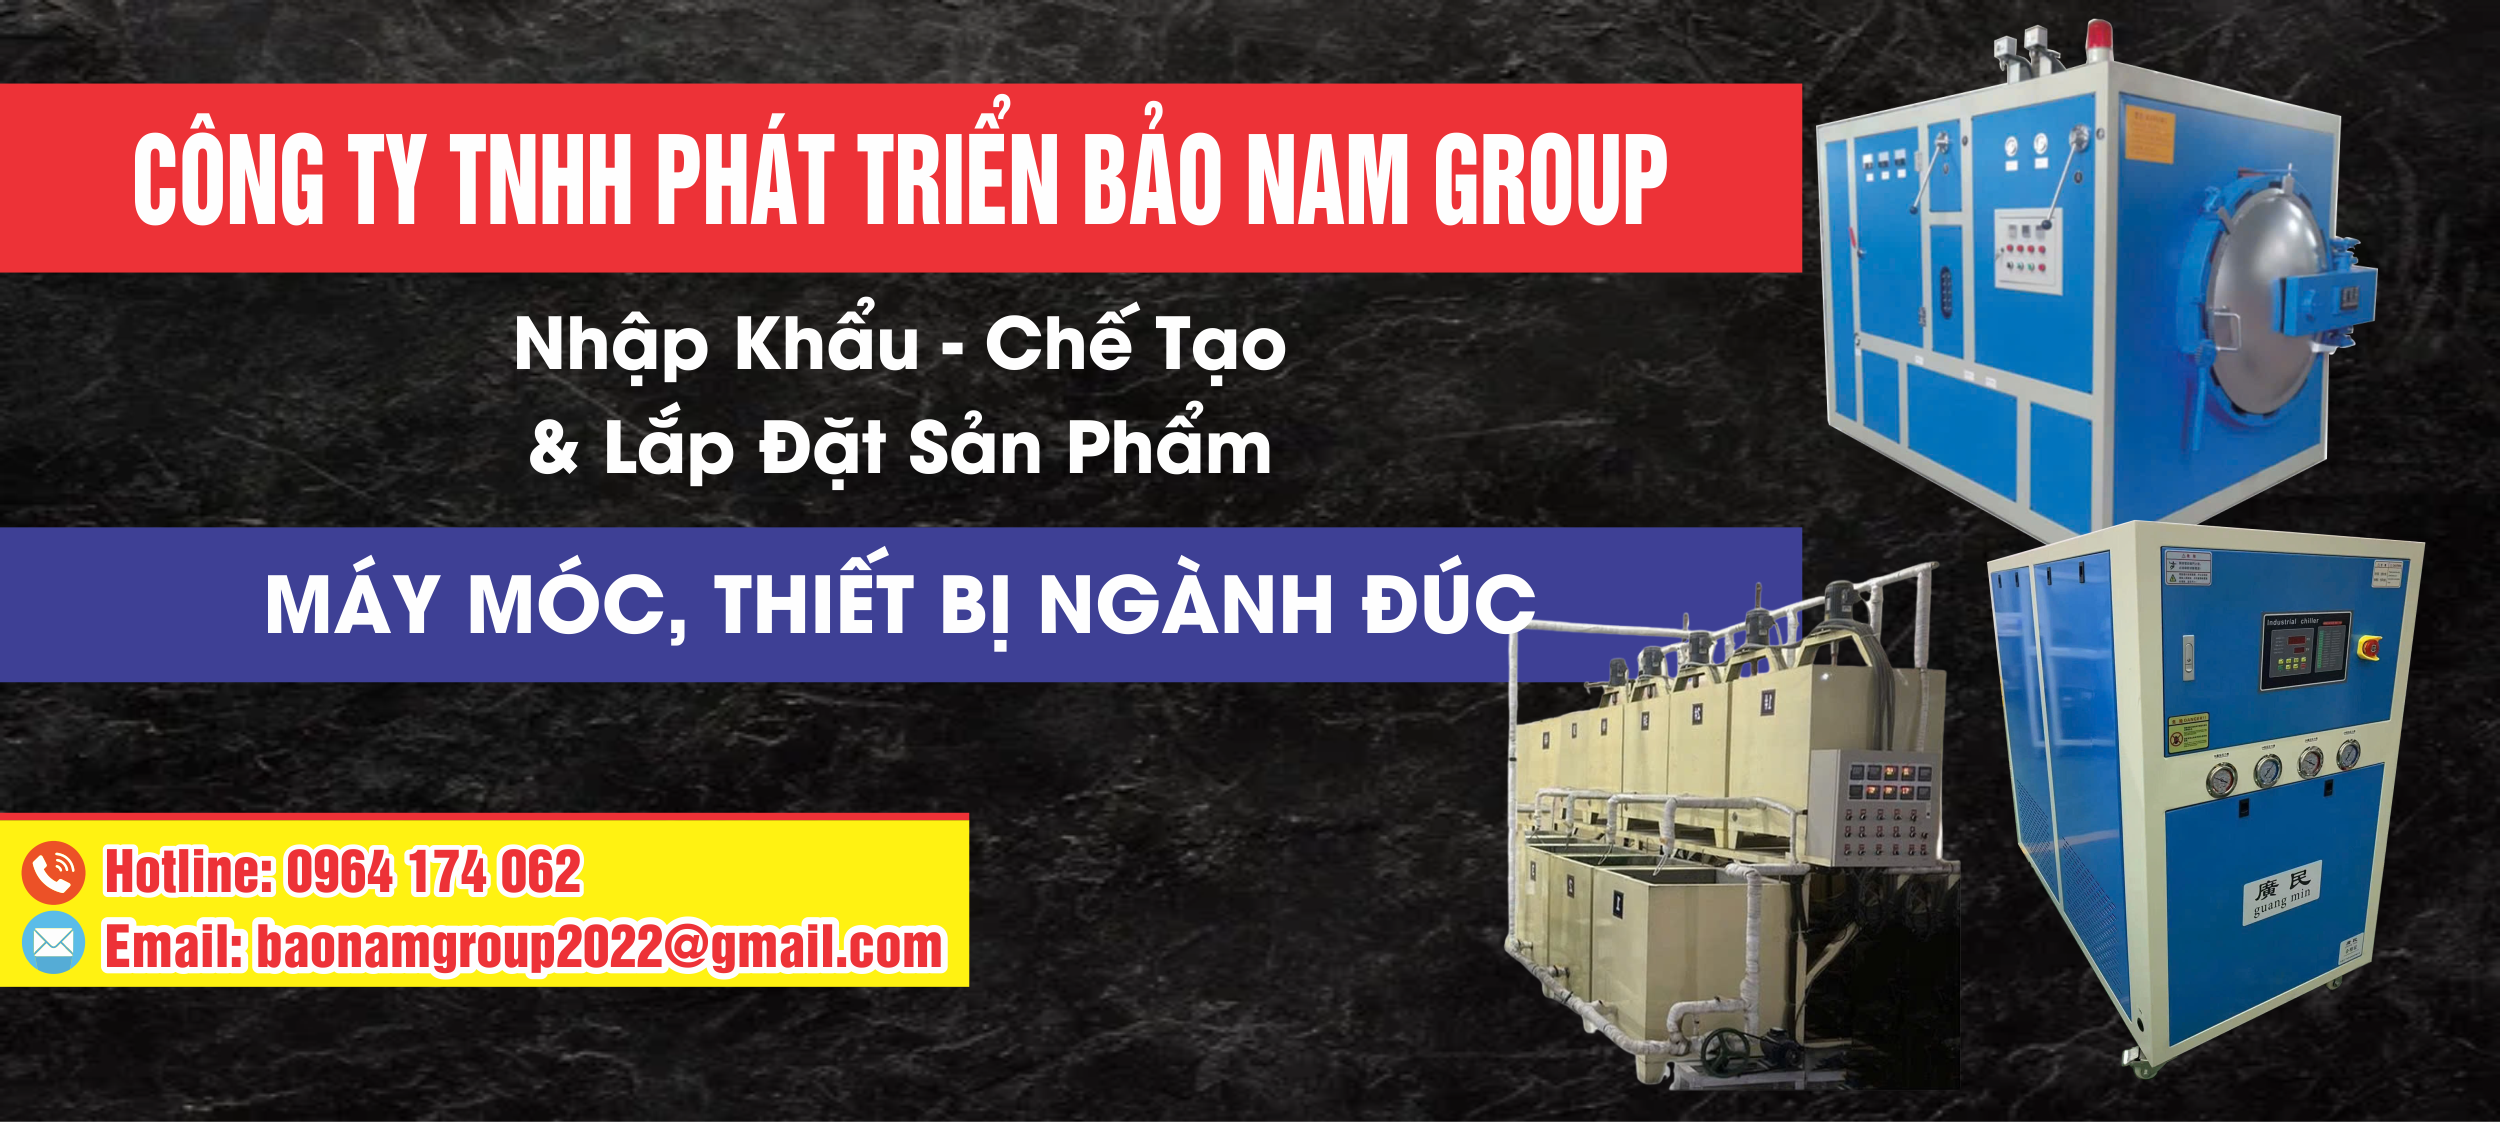 CÔNG TY TNHH PHÁT TRIỂN BẢO NAM GROUP
Nhập Khẩu - Chế Tạo
& Lắp Đặt Sản Phẩm
MÁY MÓC, THIẾT BỊ NGÀNH ĐÚC
Hotline: 0964 174 062
Email: baonamgroup2022@gmail.com
Industrial chiller
廣民
guang min